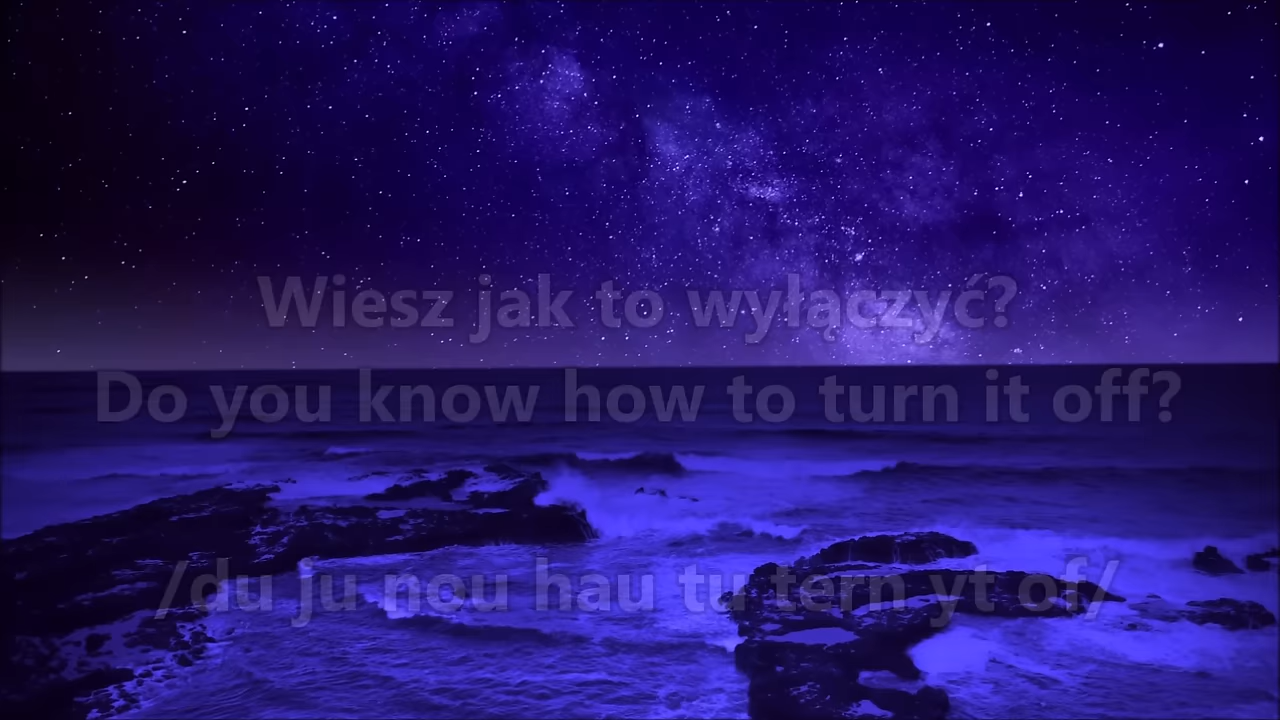 Wiesz jak to wyłączyć?
Do you know how to turn it off?
/du ju nou hau tu tern yt of/